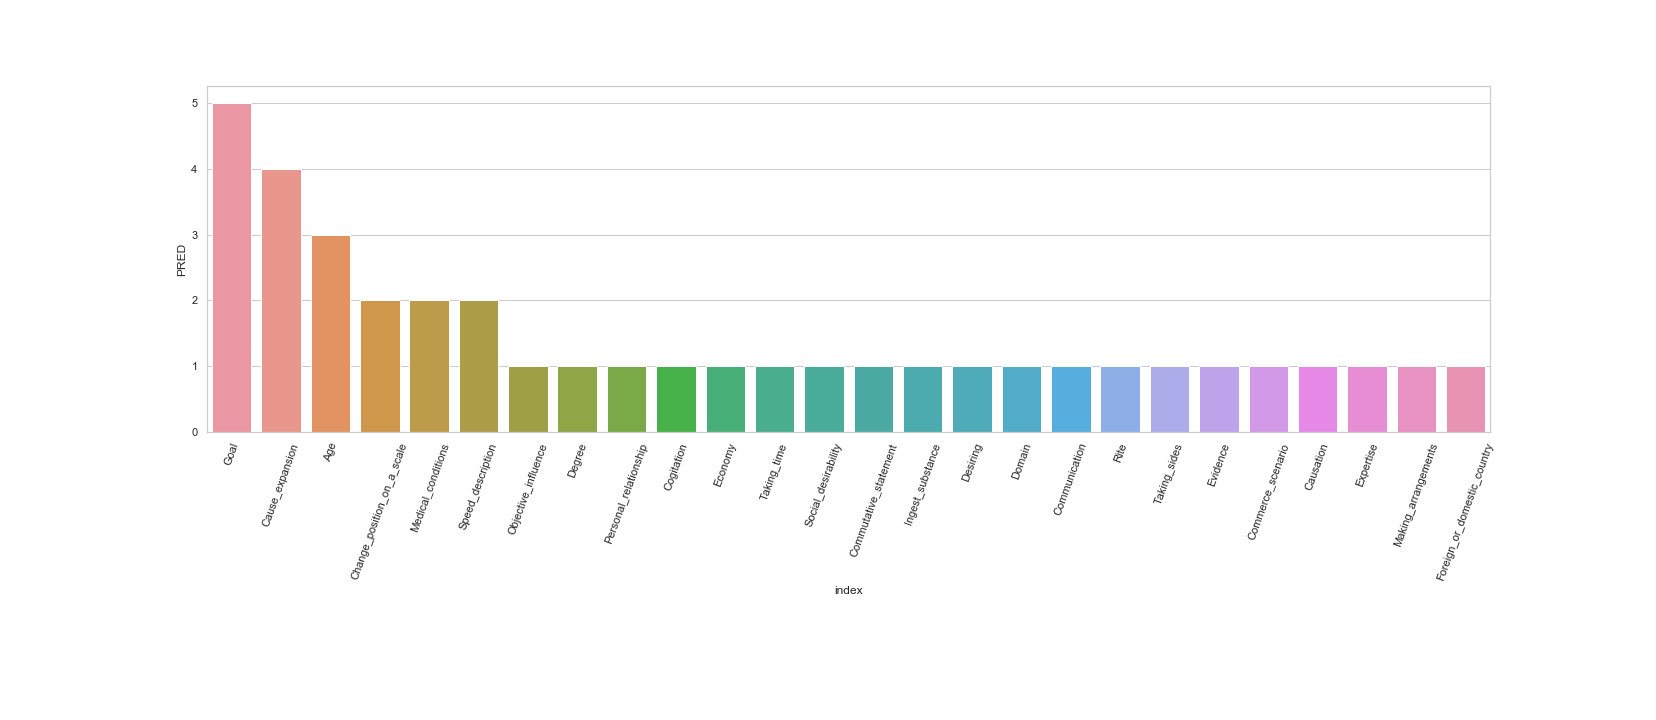 5
4
3
2
1
0
PRED
Goal
Cause_expansion
Age
Change_position_on_a_scale
Medical_conditions
Speed_description
Objective_influence
Degree
Personal_relationship
Cogitation
Economy
Taking_time
Social_desirability
Commutative_statement
Ingest_substance
Desiring
Domain
Communication
Rite
Taking_sides
Evidence
Commerce_scenario
Causation
Expertise
Making_arrangements
Foreign_or_domestic_country
index